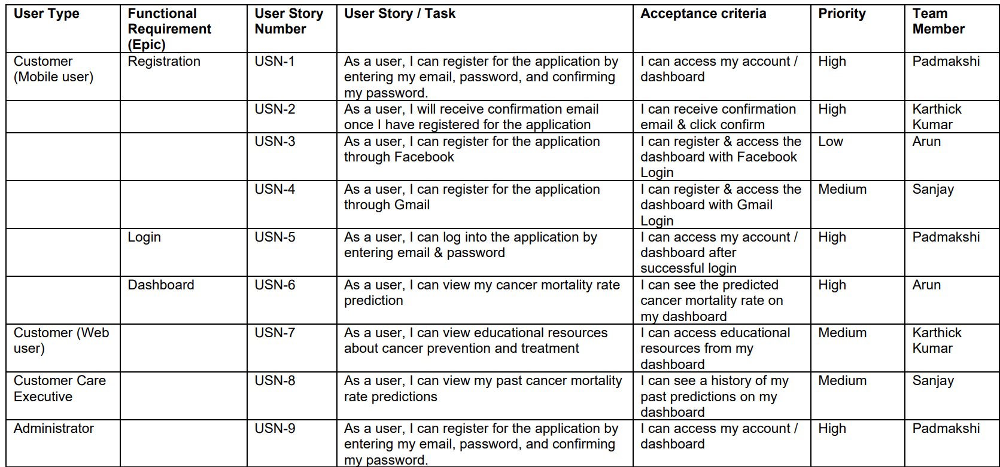 User Type
Functional
Requirement
(Epic)
User Story
Number
User Story / Task
Acceptance criteria
Priority
Team
Member
Customer
(Mobile user)
Registration
USN-1
As a user, I can register for the application by
entering my email, password, and confirming
my password.
I can access my account /
dashboard
High
Padmakshi
USN-2
As a user, I will receive confirmation email
once I have registered for the application
I can receive confirmation
email & click confirm
High
Karthick
Kumar
USN-3
As a user, I can register for the application
through Facebook
I can register & access the
dashboard with Facebook
Login
Low
Arun
USN-4
As a user, I can register for the application
through Gmail
I can register & access the
dashboard with Gmail
Login
Medium
Sanjay
Login
USN-5
As a user, I can log into the application by
entering email & password
I can access my account /
dashboard after
successful login
High
Padmakshi
Dashboard
USN-6
As a user, I can view my cancer mortality rate
prediction
I can see the predicted
cancer mortality rate on
my dashboard
High
Arun
Customer (Web
user)
USN-7
As a user, I can view educational resources
about cancer prevention and treatment
I can access educational
resources from my
dashboard
Medium
Karthick
Kumar
Customer Care
Executive
USN-8
As a user, I can view my past cancer mortality
rate predictions
I can see a history of my
past predictions on my
dashboard
Medium
Sanjay
Administrator
USN-9
As a user, I can register for the application by
entering my email, password, and confirming
my password.
I can access my account /
dashboard
High
Padmakshi